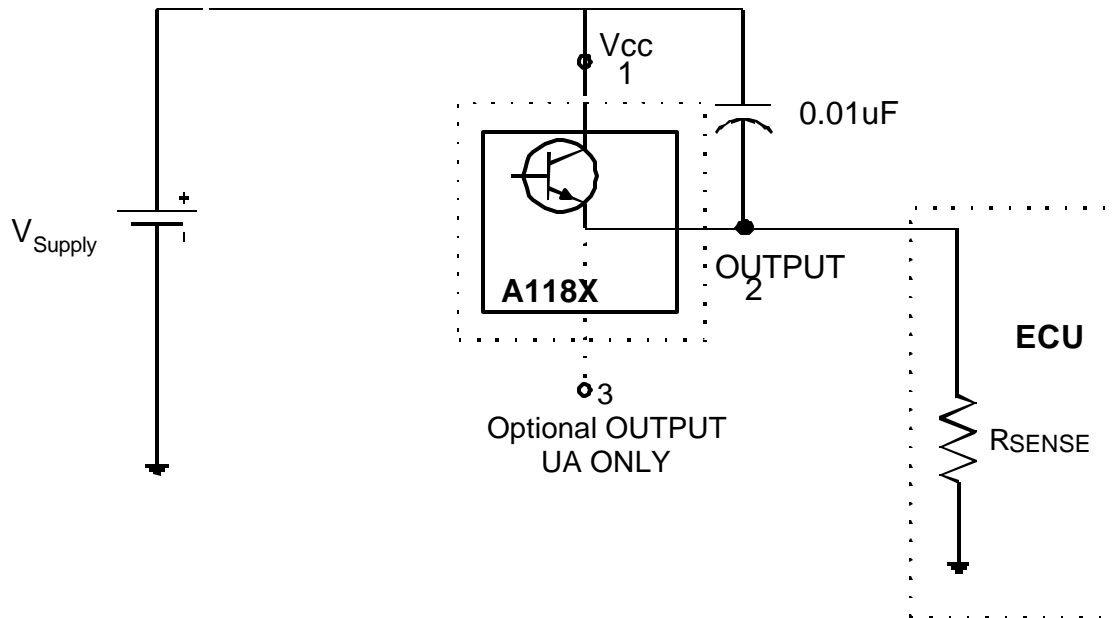 Vcc
1
0.01uF
+
VSupply
-
OUTPUT
2
A118X
ECU
3
Optional OUTPUT
UA ONLY
RSENSE